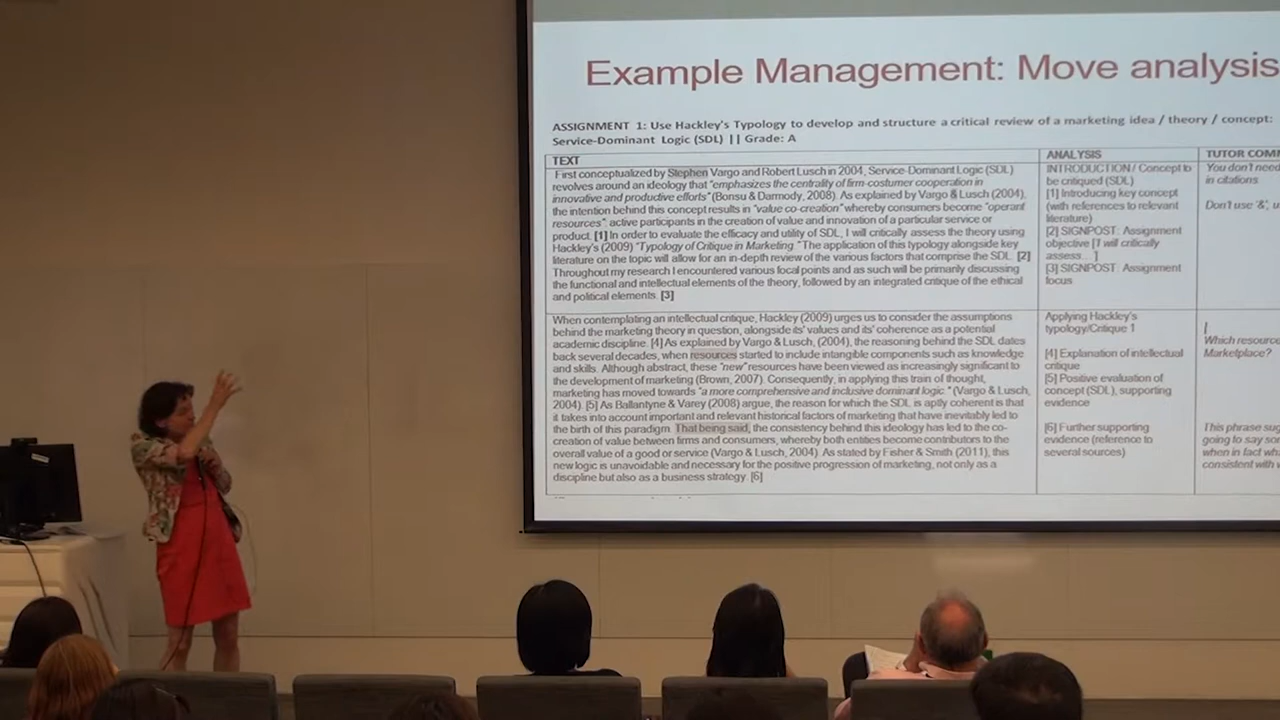 Example Management: Move analysis
ASSIGNMENT 1: Use Hackley's Typology to develop and structure a critical review of a marketing idea / theory / concept:
Service-Dominant Logic (SDL) || Grade: A
TEXT
First conceptualized by Stephen Vargo and Robert Lusch in 2004, Service-Dominant Logic (SDL)
revolves around an ideology that "emphasizes the centrality of firm-costumer cooperation in
innovative and productive efforts" (Bonsu & Darmody, 2008). As explained by Vargo & Lusch (2004),
the intention behind this concept results in "value co-creation" whereby consumers become "operant
resources", active participants in the creation of value and innovation of a particular service or
product. [1] In order to evaluate the efficacy and utility of SDL, I will critically assess the theory using
Hackley's (2009) "Typology of Critique in Marketing." The application of this typology alongside key
literature on the topic will allow for an in-depth review of the various factors that comprise the SDL. [2]
Throughout my research I encountered various focal points and as such will be primarily discussing
the functional and intellectual elements of the theory, followed by an integrated critique of the ethical
and political elements. [3]
ANALYSIS
INTRODUCTION / Concept to
be critiqued (SDL)
[1] Introducing key concept
(with references to relevant
literature)
[2] SIGNPOST: Assignment
objective [I will critically
assess... ]
[3] SIGNPOST: Assignment
focus
TUTOR COMM
You don't need
in citations
Don't use '&', u
When contemplating an intellectual critique, Hackley (2009) urges us to consider the assumptions
behind the marketing theory in question, alongside its' values and its' coherence as a potential
academic discipline. [4] As explained by Vargo & Lusch, (2004), the reasoning behind the SDL dates
back several decades, when resources started to include intangible components such as knowledge
and skills. Although abstract, these "new" resources have been viewed as increasingly significant to
the development of marketing (Brown, 2007). Consequently, in applying this train of thought,
marketing has moved towards "a more comprehensive and inclusive dominant logic " (Vargo & Lusch,
2004). [5] As Ballantyne & Varey (2008) argue, the reason for which the SDL is aptly coherent is that
it takes into account important and relevant historical factors of marketing that have inevitably led to
the birth of this paradigm. That being said, the consistency behind this ideology has led to the co-
creation of value between firms and consumers, whereby both entities become contributors to the
overall value of a good or service (Vargo & Lusch, 2004). As stated by Fisher & Smith (2011), this
new logic is unavoidable and necessary for the positive progression of marketing, not only as a
discipline but also as a business strategy. [6]
Applying Hackley's
typology/Critique 1
[4] Explanation of intellectual
critique
[5] Positive evaluation of
concept (SDL), supporting
evidence
[6] Further supporting
evidence (reference to
several sources)
Which resource
Marketplace?
This phrase sug
going to say so
when in fact wh
consistent with